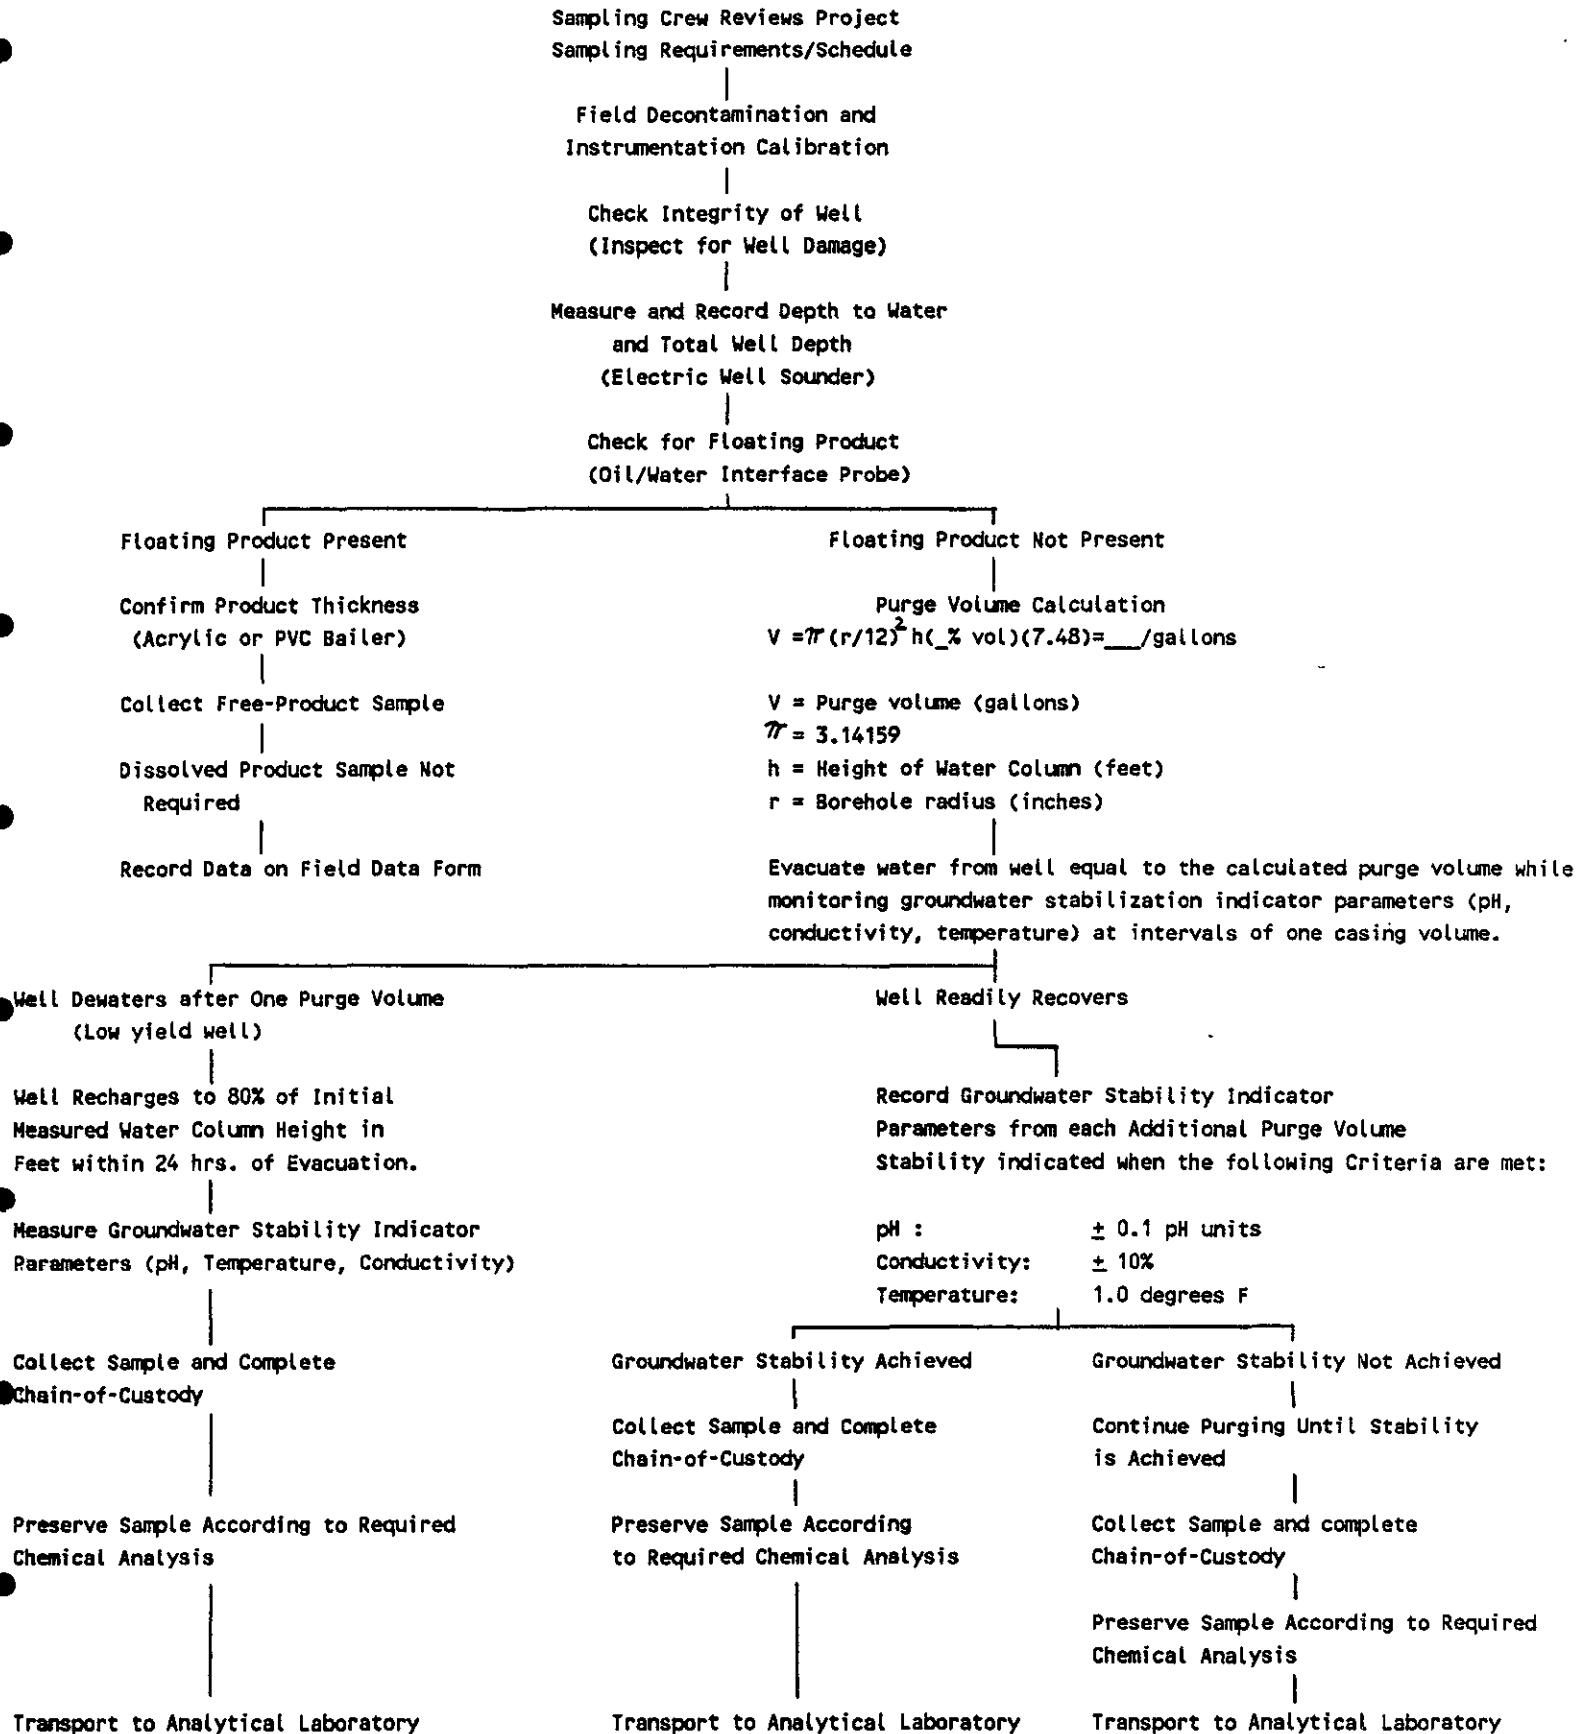 Sampling Crew Reviews Project
Sampling Requirements/Schedule
Field Decontamination and
Instrumentation Calibration
Check Integrity of Well
(Inspect for Well Damage)
Measure and Record Depth to Water
and Total Well Depth
(Electric Well Sounder)
Check for Floating Product
(Oil/Water Interface Probe)
Floating Product Present
Confirm Product Thickness
(Acrylic or PVC Bailer)
Collect Free-Product Sample
Dissolved Product Sample Not
Required
Record Data on Field Data Form
Floating Product Not Present
Purge Volume Calculation
V =π(r/12)² h(_% vol)(7.48)=___/gallons
V = Purge volume (gallons)
π = 3.14159
h = Height of Water Column (feet)
r = Borehole radius (inches)
Evacuate water from well equal to the calculated purge volume while
monitoring groundwater stabilization indicator parameters (pH,
conductivity, temperature) at intervals of one casing volume.
Well Dewaters after One Purge Volume
(Low yield well)
Well Recharges to 80% of Initial
Measured Water Column Height in
Feet within 24 hrs. of Evacuation.
Measure Groundwater Stability Indicator
Parameters (pH, Temperature, Conductivity)
Collect Sample and Complete
Chain-of-Custody
Preserve Sample According to Required
Chemical Analysis
Transport to Analytical Laboratory
Well Readily Recovers
Record Groundwater Stability Indicator
Parameters from each Additional Purge Volume
Stability indicated when the following Criteria are met:
pH : ± 0.1 pH units
Conductivity: ± 10%
Temperature: 1.0 degrees F
Groundwater Stability Achieved
Collect Sample and Complete
Chain-of-Custody
Preserve Sample According
to Required Chemical Analysis
Transport to Analytical Laboratory
Groundwater Stability Not Achieved
Continue Purging Until Stability
is Achieved
Collect Sample and complete
Chain-of-Custody
Preserve Sample According to Required
Chemical Analysis
Transport to Analytical Laboratory